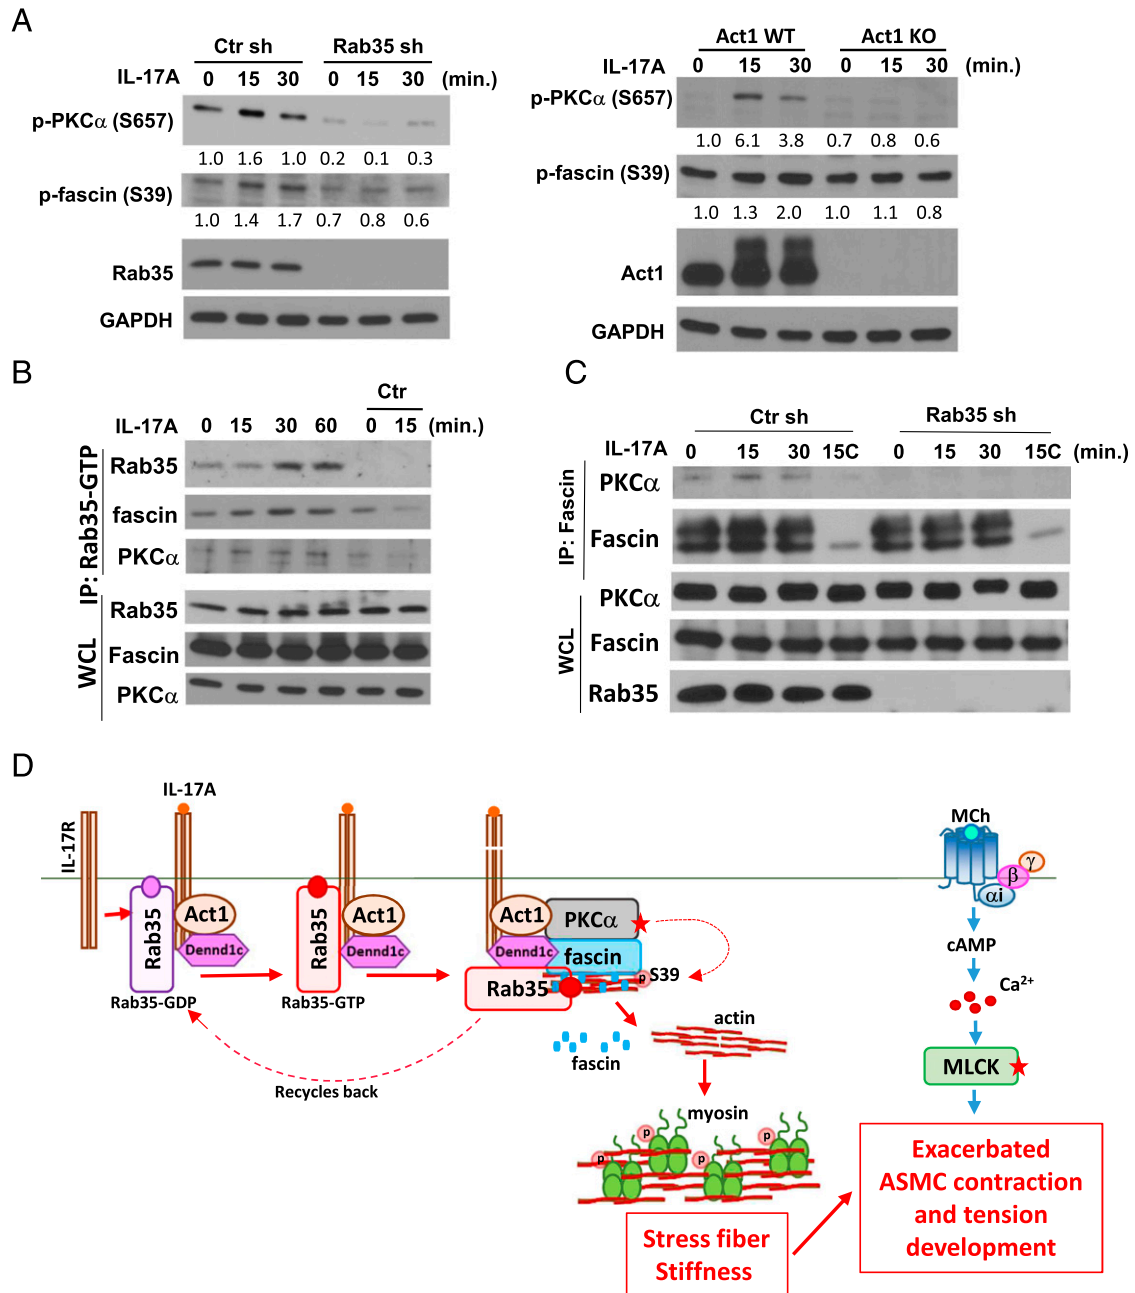 A
Ctr sh Rab35 sh
IL-17A 0 15 30 0 15 30 (min.)
p-PKCα (S657)
1.0 1.6 1.0 0.2 0.1 0.3
p-fascin (S39)
1.0 1.4 1.7 0.7 0.8 0.6
Rab35
GAPDH
Act1 WT Act1 KO
IL-17A 0 15 30 0 15 30 (min.)
p-PKCα (S657)
1.0 6.1 3.8 0.7 0.8 0.6
p-fascin (S39)
1.0 1.3 2.0 1.0 1.1 0.8
Act1
GAPDH
B
Ctr
IL-17A 0 15 30 60 0 15 (min.)
IP: Rab35-GTP
Rab35
fascin
PKCα
WCL
Rab35
Fascin
PKCα
C
Ctr sh Rab35 sh
IL-17A 0 15 30 15C 0 15 30 15C (min.)
IP: Fascin
PKCα
Fascin
WCL
PKCα
Fascin
Rab35
D
IL-17R
IL-17A
Rab35
Act1
Dennd1c
Rab35-GDP
Rab35
Act1
Dennd1c
Rab35-GTP
Act1
PKCα
Dennd1c
fascin
Rab35
p S39
Recycles back
fascin
actin
myosin
p
p
p
p
Stress fiber
Stiffness
MCh
γ
β
αi
cAMP
Ca²⁺
MLCK
Exacerbated
ASMC contraction
and tension
development